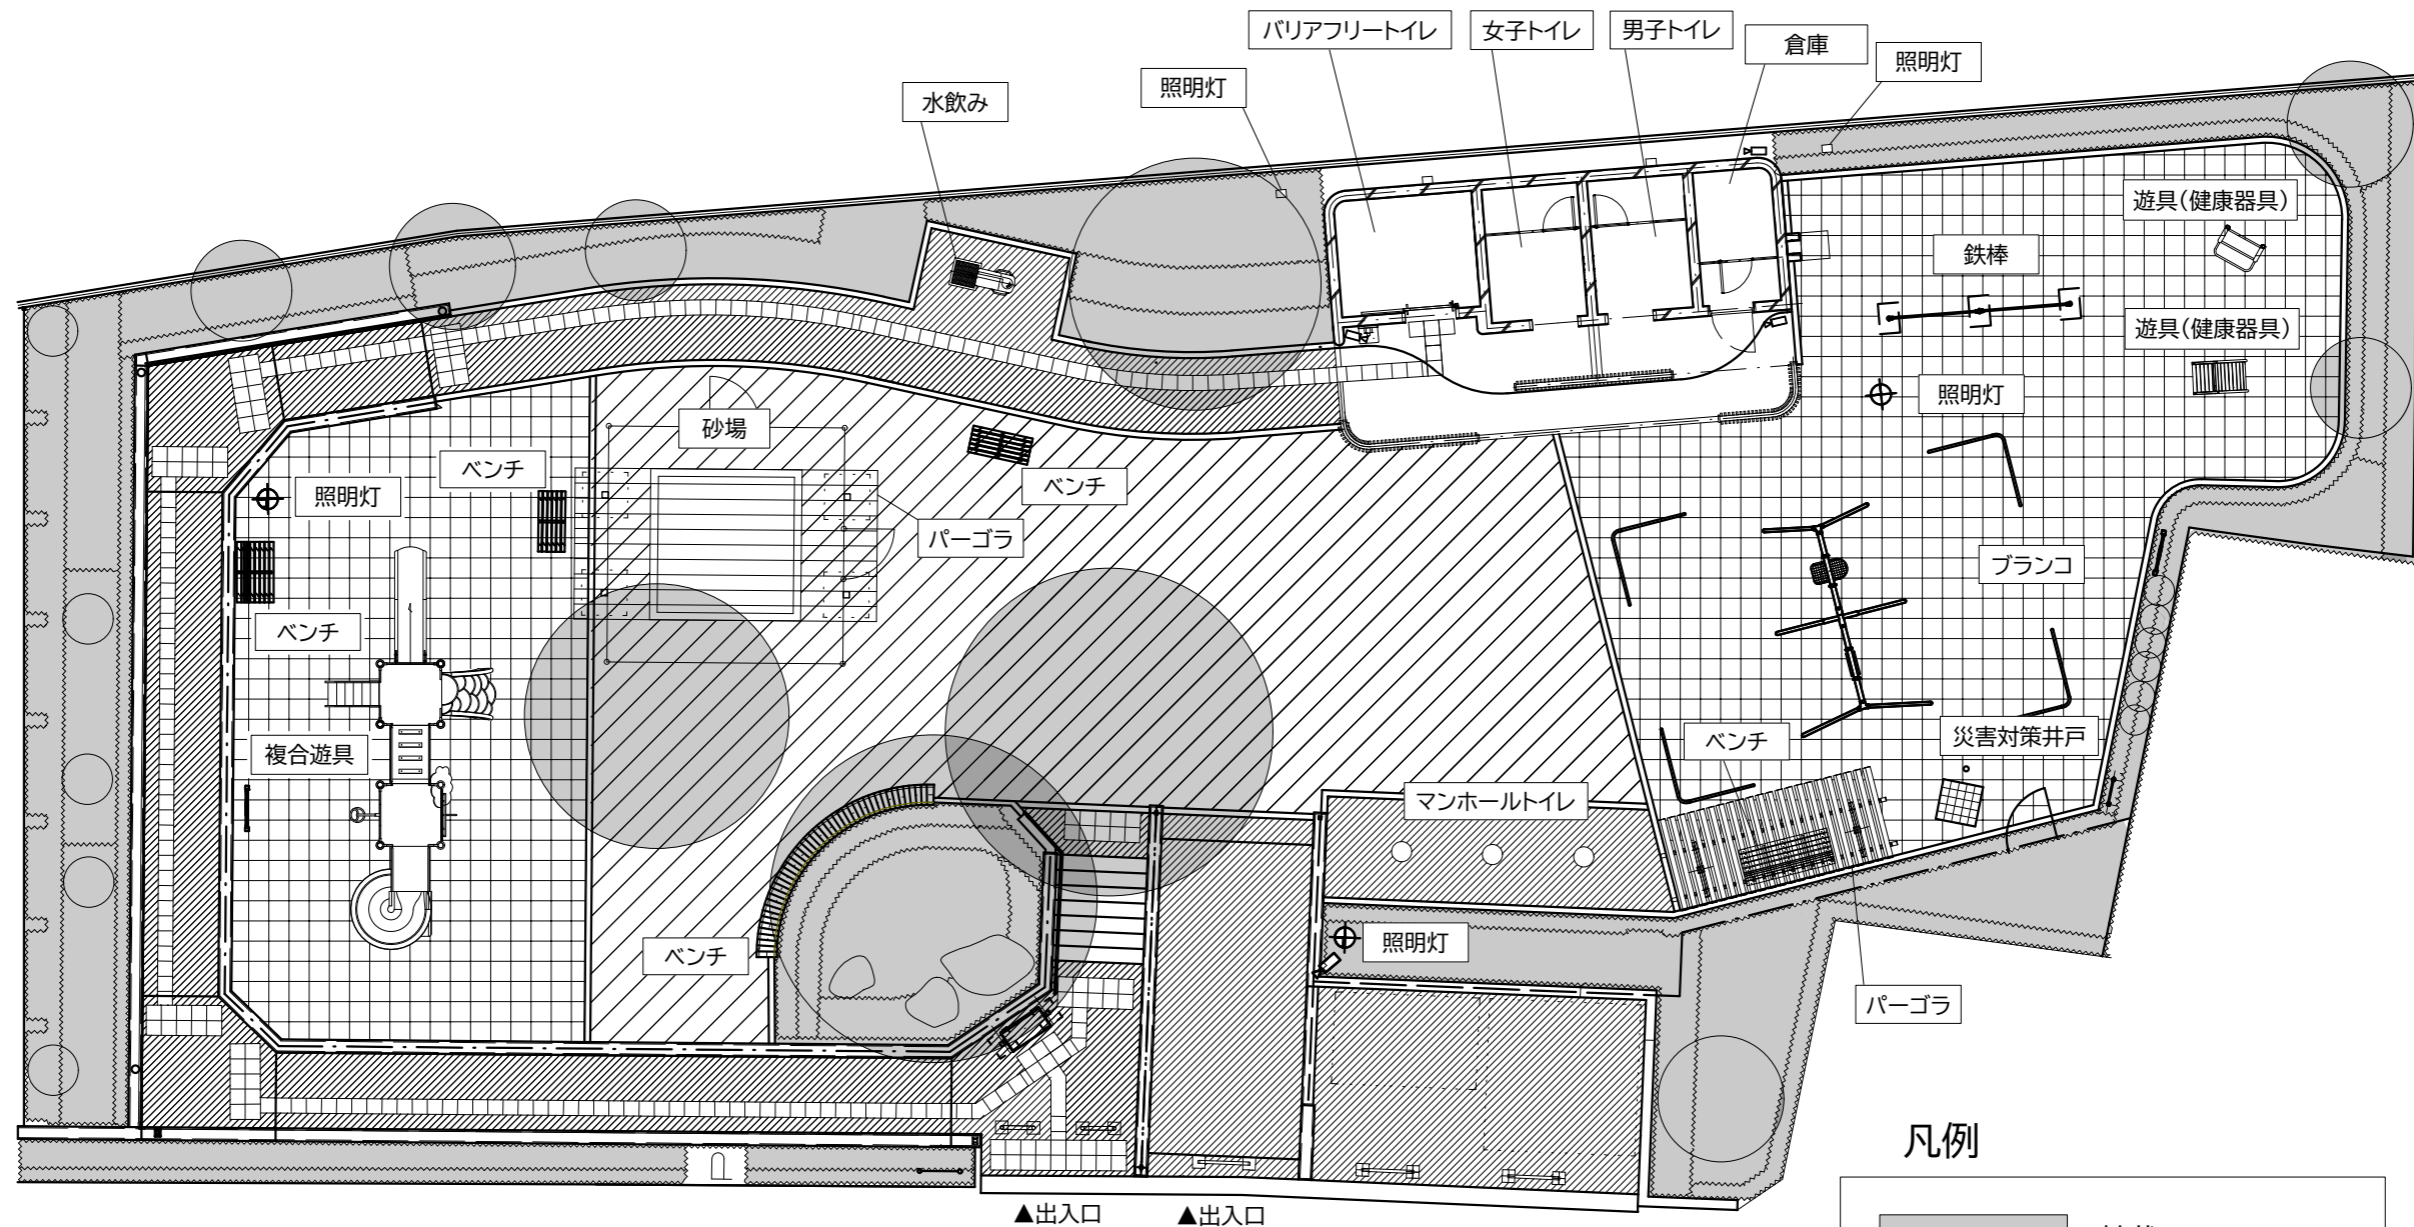 バリアフリートイレ
女子トイレ
男子トイレ
倉庫
照明灯
照明灯
水飲み
遊具(健康器具)
鉄棒
遊具(健康器具)
照明灯
砂場
ベンチ
ベンチ
照明灯
パーゴラ
ブランコ
ベンチ
複合遊具
ベンチ
災害対策井戸
マンホールトイレ
ベンチ
照明灯
パーゴラ
凡例
▲出入口
▲出入口